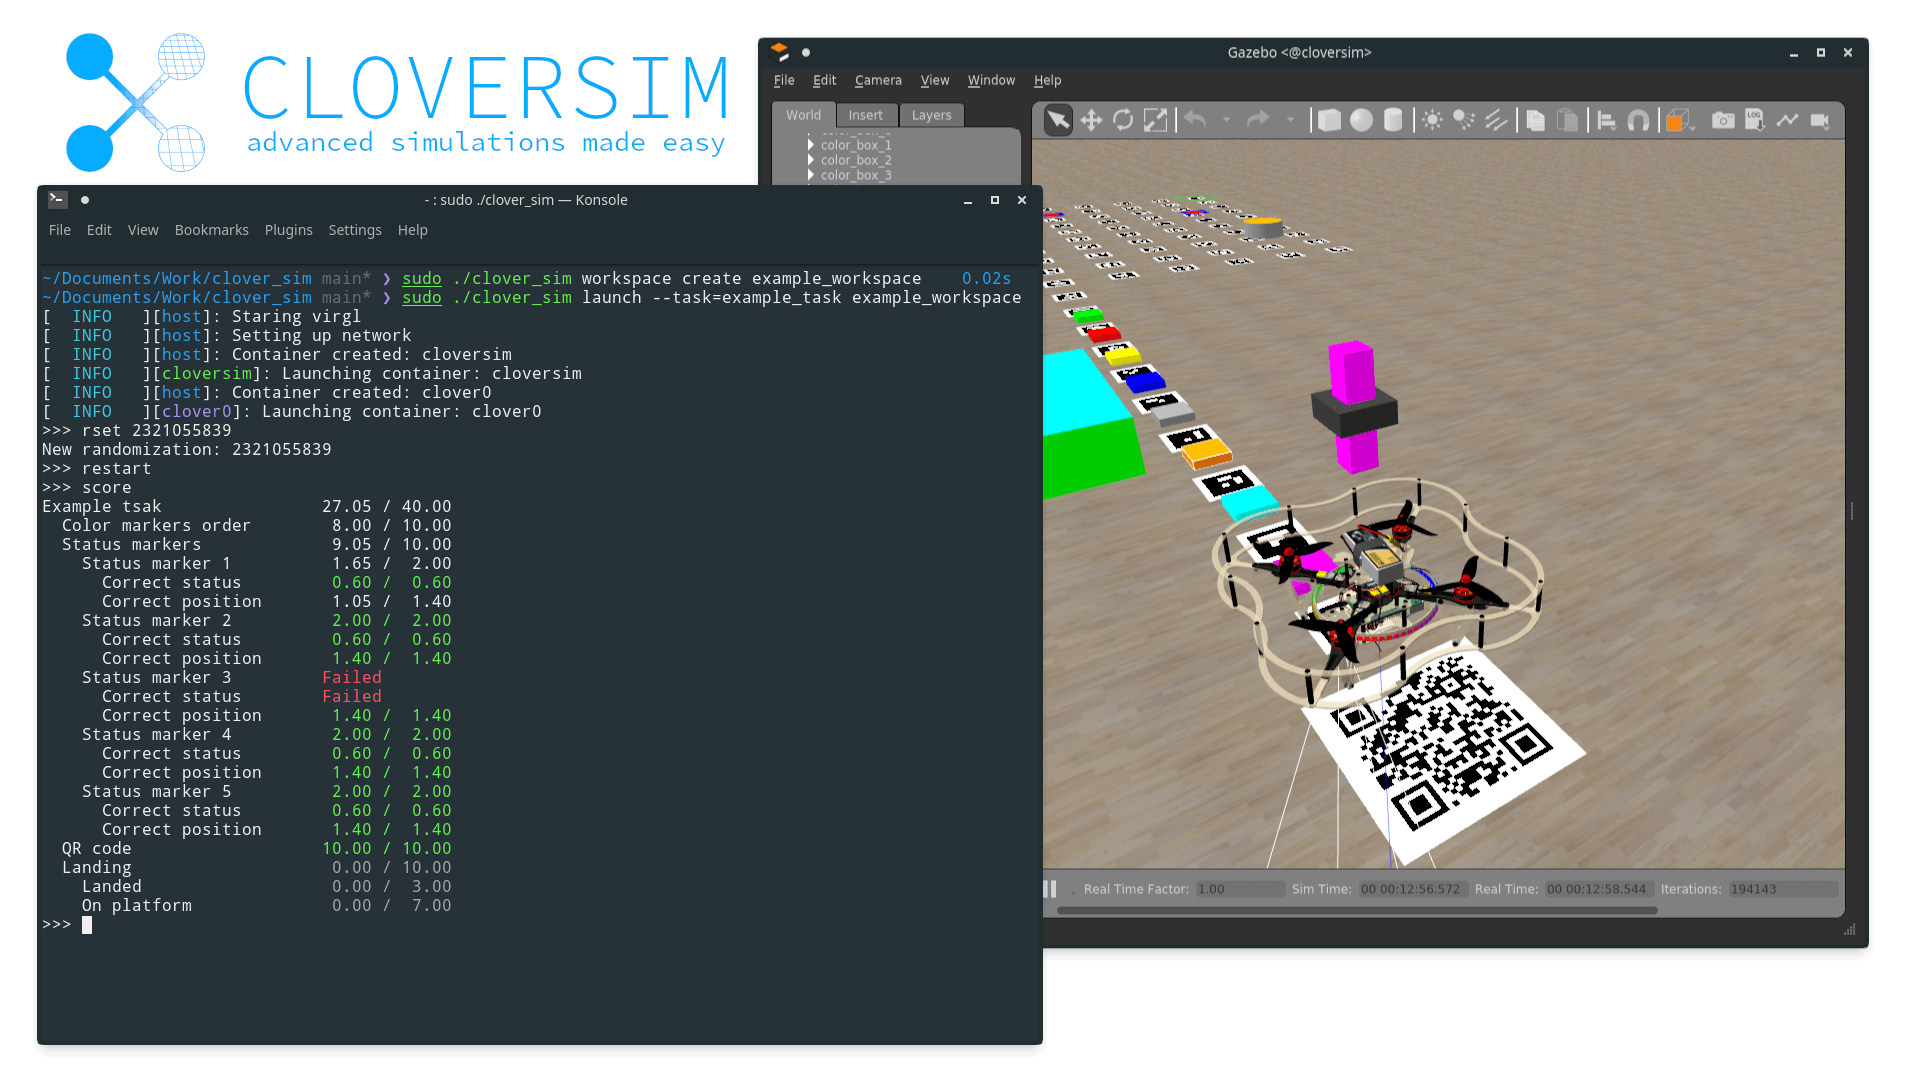 CLOVERSIM
advanced simulations made easy
Gazebo <@cloversim>
File Edit Camera View Window Help
World Insert Layers
color_box_1
color_box_2
color_box_3
LOG
- : sudo ./clover_sim — Konsole
File Edit View Bookmarks Plugins Settings Help
~/Documents/Work/clover_sim main* ❯ sudo ./clover_sim workspace create example_workspace 0.02s
~/Documents/Work/clover_sim main* ❯ sudo ./clover_sim launch --task=example_task example_workspace
[ INFO ][host]: Staring virgl
[ INFO ][host]: Setting up network
[ INFO ][host]: Container created: cloversim
[ INFO ][cloversim]: Launching container: cloversim
[ INFO ][host]: Container created: clover0
[ INFO ][clover0]: Launching container: clover0
>>> rset 2321055839
New randomization: 2321055839
>>> restart
>>> score
Example tsak 27.05 / 40.00
Color markers order 8.00 / 10.00
Status markers 9.05 / 10.00
Status marker 1 1.65 / 2.00
Correct status 0.60 / 0.60
Correct position 1.05 / 1.40
Status marker 2 2.00 / 2.00
Correct status 0.60 / 0.60
Correct position 1.40 / 1.40
Status marker 3 Failed
Correct status Failed
Correct position 1.40 / 1.40
Status marker 4 2.00 / 2.00
Correct status 0.60 / 0.60
Correct position 1.40 / 1.40
Status marker 5 2.00 / 2.00
Correct status 0.60 / 0.60
Correct position 1.40 / 1.40
QR code 10.00 / 10.00
Landing 0.00 / 10.00
Landed 0.00 / 3.00
On platform 0.00 / 7.00
>>>
Real Time Factor: 1.00 Sim Time: 00 00:12:56.572 Real Time: 00 00:12:58.544 Iterations: 194143